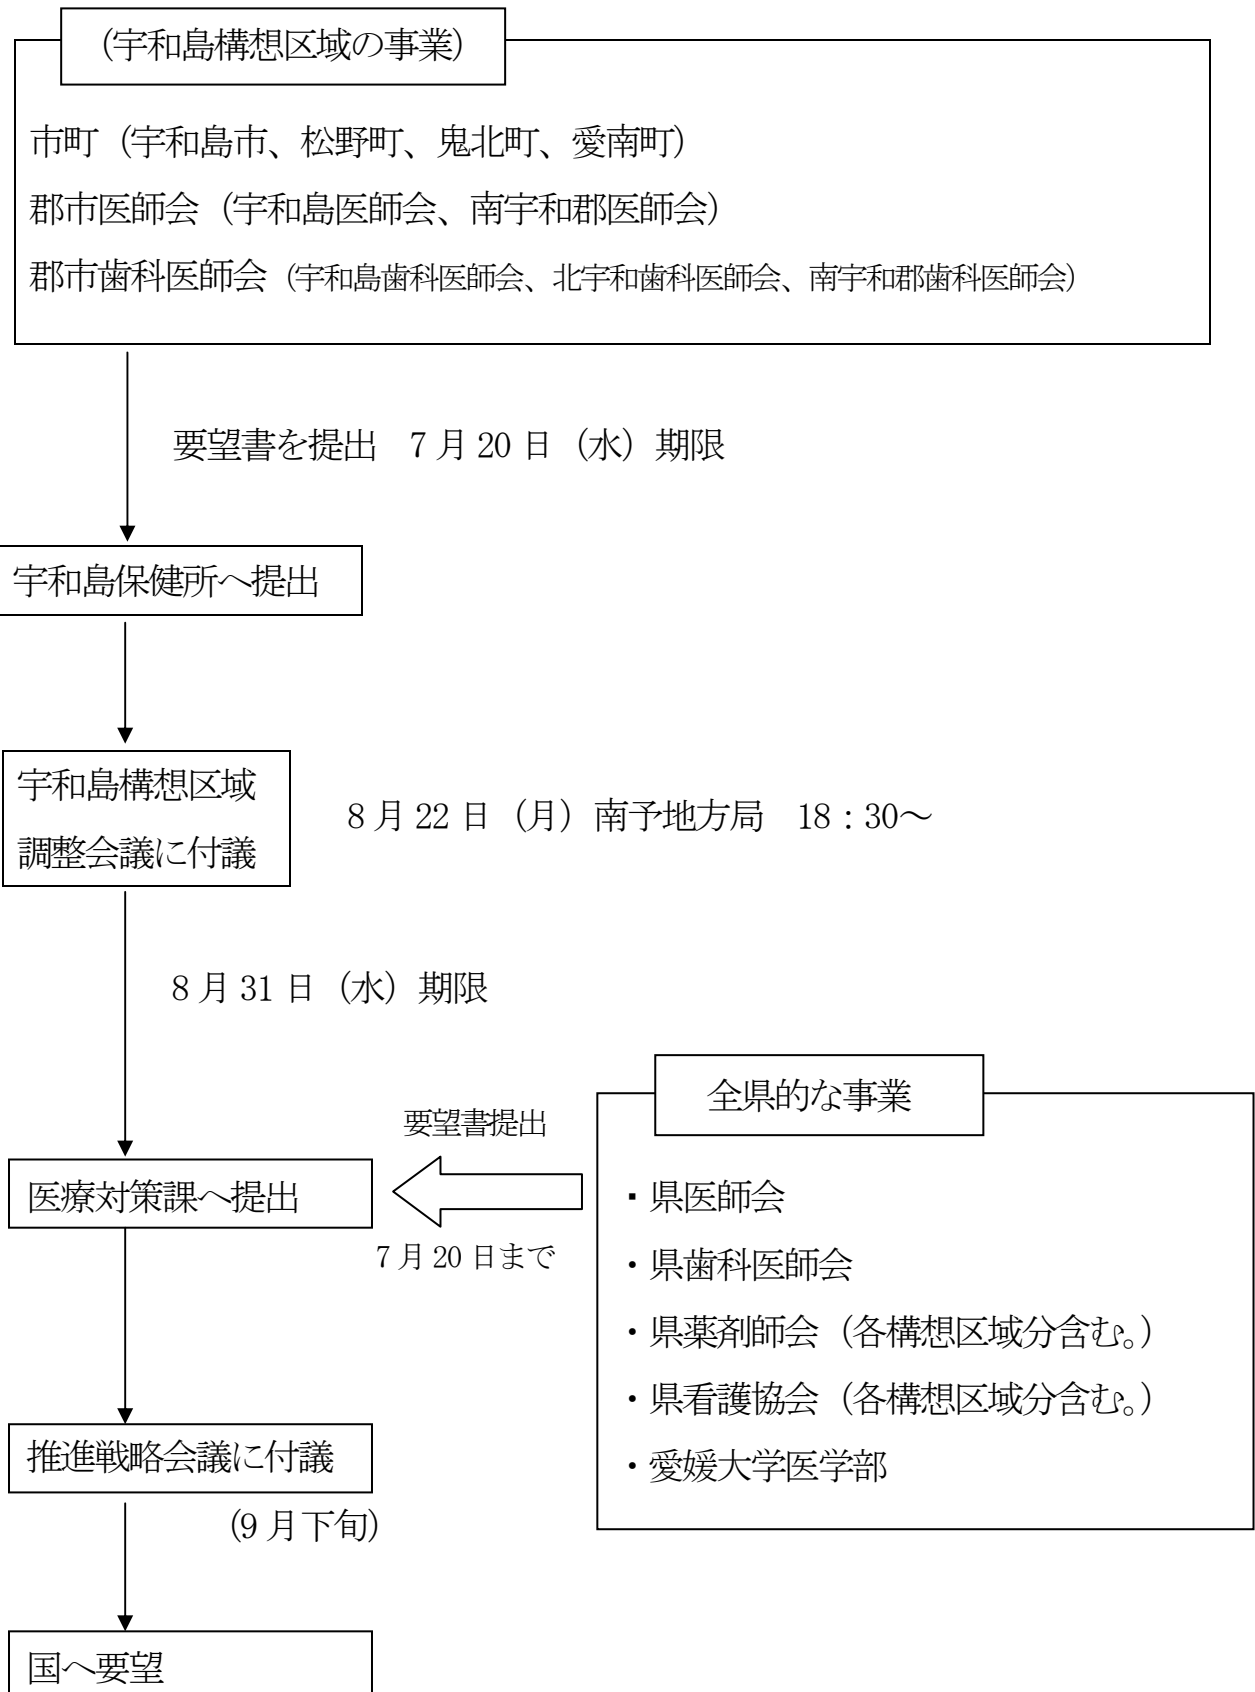 (宇和島構想区域の事業)
市町（宇和島市、松野町、鬼北町、愛南町）
郡市医師会（宇和島医師会、南宇和郡医師会）
郡市歯科医師会（宇和島歯科医師会、北宇和歯科医師会、南宇和郡歯科医師会）
要望書を提出　7月20日（水）期限
宇和島保健所へ提出
宇和島構想区域
調整会議に付議
8月22日（月）南予地方局　18：30～
8月31日（水）期限
全県的な事業
要望書提出
医療対策課へ提出
7月20日まで
・県医師会
・県歯科医師会
・県薬剤師会（各構想区域分含む。）
・県看護協会（各構想区域分含む。）
・愛媛大学医学部
推進戦略会議に付議
(9月下旬)
国へ要望